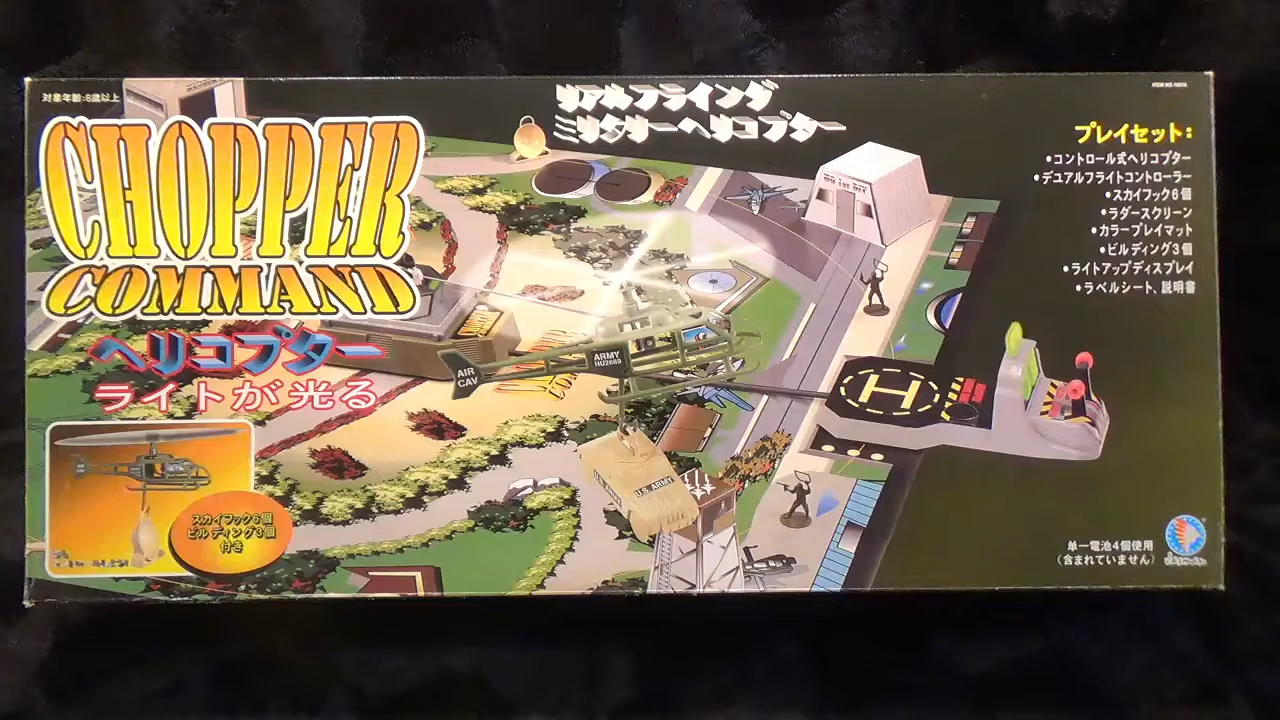 対象年齢:8歳以上
CHOPPER
COMMAND
ヘリコプター
ライトが光る
スカイフック6個
ビルディング3個
付き
リアルフライング
ミリタリーヘリコプター
AIR
CAV
ARMY
HU2689
U.S. ARMY
H
プレイセット:
•コントロール式ヘリコプター
•デュアルフライトコントローラー
•スカイフック6個
•ラダースクリーン
•カラープレイマット
•ビルディング3個
•ライトアップディスプレイ
•ラベルシート、説明書
単一電池4個使用
(含まれていません)